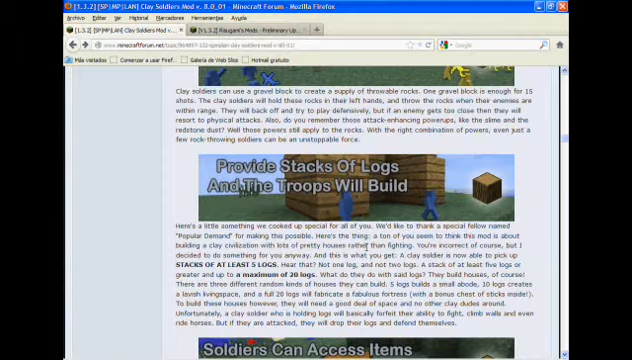 [1.3.2] [SP|MP|LAN] Clay Soldiers Mod v. 8.0_01 - Minecraft Forum - Mozilla Firefox
Archivo Editar Ver Historial Marcadores Herramientas Ayuda
[1.3.2] [SP|MP|LAN] Clay Soldiers Mod v. 8.0_01 ... [V1.3.2] Risugami's Mods - Preliminary Up...
www.minecraftforum.net Google
Más visitados Comenzar a usar Firef... Galería de Web Slice Hotmail gratuito
Clay soldiers can use a gravel block to create a supply of throwable rocks. One gravel block is enough for 15
shots. The clay soldiers will hold these rocks in their left hands, and throw the rocks when their enemies are
within range. They will back off and try to play defensively, but if an enemy gets too close then they will
resort to physical attacks. Also, do you remember those attack-enhancing powerups, like the slime and the
redstone dust? Well those powers still apply to the rocks. With the right combination of powers, even just a
few rock-throwing soldiers can be an unstoppable force.
Provide Stacks Of Logs
And The Troops Will Build
Here's a little something we cooked up special for all of you. We'd like to thank a special fellow named
"Popular Demand" for making this possible. Here's the thing: a ton of you seem to think this mod is about
building a clay civilization with lots of pretty houses rather than fighting. You're incorrect of course, but I
decided to do something for you anyway. And this is what you get: A clay soldier is now able to pick up
STACKS OF AT LEAST 5 LOGS. Hear that? Not one log, and not two logs. A stack of at least five logs or
greater and up to a maximum of 20 logs. What do they do with said logs? They build houses, of course!
There are three different random kinds of houses they can build. 5 logs builds a small abode, 10 logs creates
a lavish livingspace, and a full 20 logs will fabricate a fabulous fortress (with a bonus chest of sticks inside!).
To build these houses however, they will need a good deal of space and no other clay dudes around.
Unfortunately, a clay soldier who is holding logs will basically forfeit their ability to fight, climb walls and even
ride horses. But if they are attacked, they will drop their logs and defend themselves.
Soldiers Can Access Items